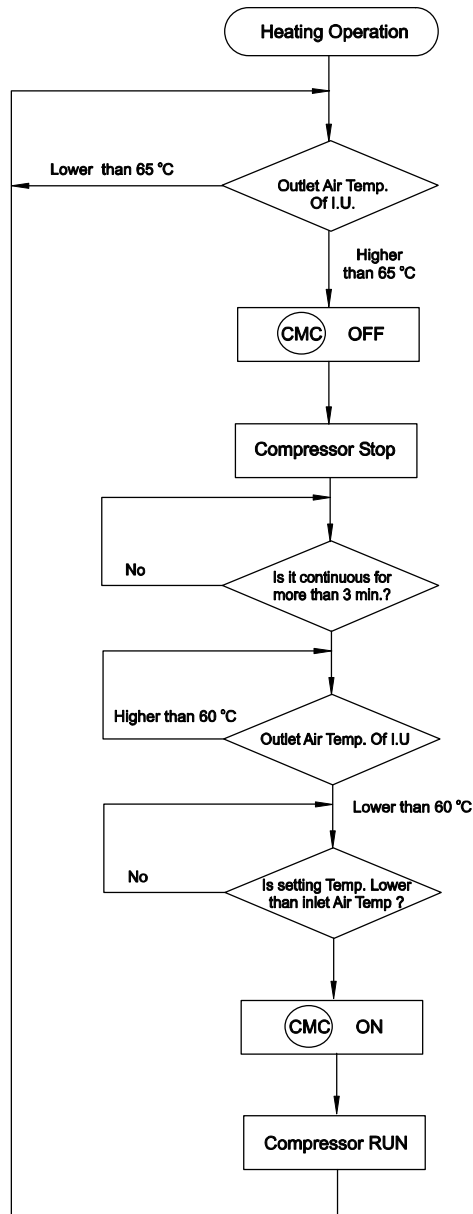 Heating Operation
Lower than 65 °C
Outlet Air Temp.
Of I.U.
Higher
than 65 °C
CMC OFF
Compressor Stop
No
Is it continuous for
more than 3 min.?
Higher than 60 °C
Outlet Air Temp. Of I.U
Lower than 60 °C
No
Is setting Temp. Lower
than inlet Air Temp ?
CMC ON
Compressor RUN